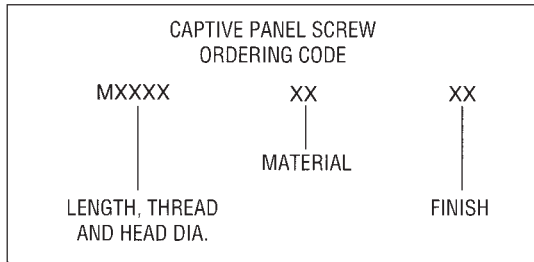 CAPTIVE PANEL SCREW
ORDERING CODE
MXXXX XX XX
MATERIAL
LENGTH, THREAD FINISH
AND HEAD DIA.